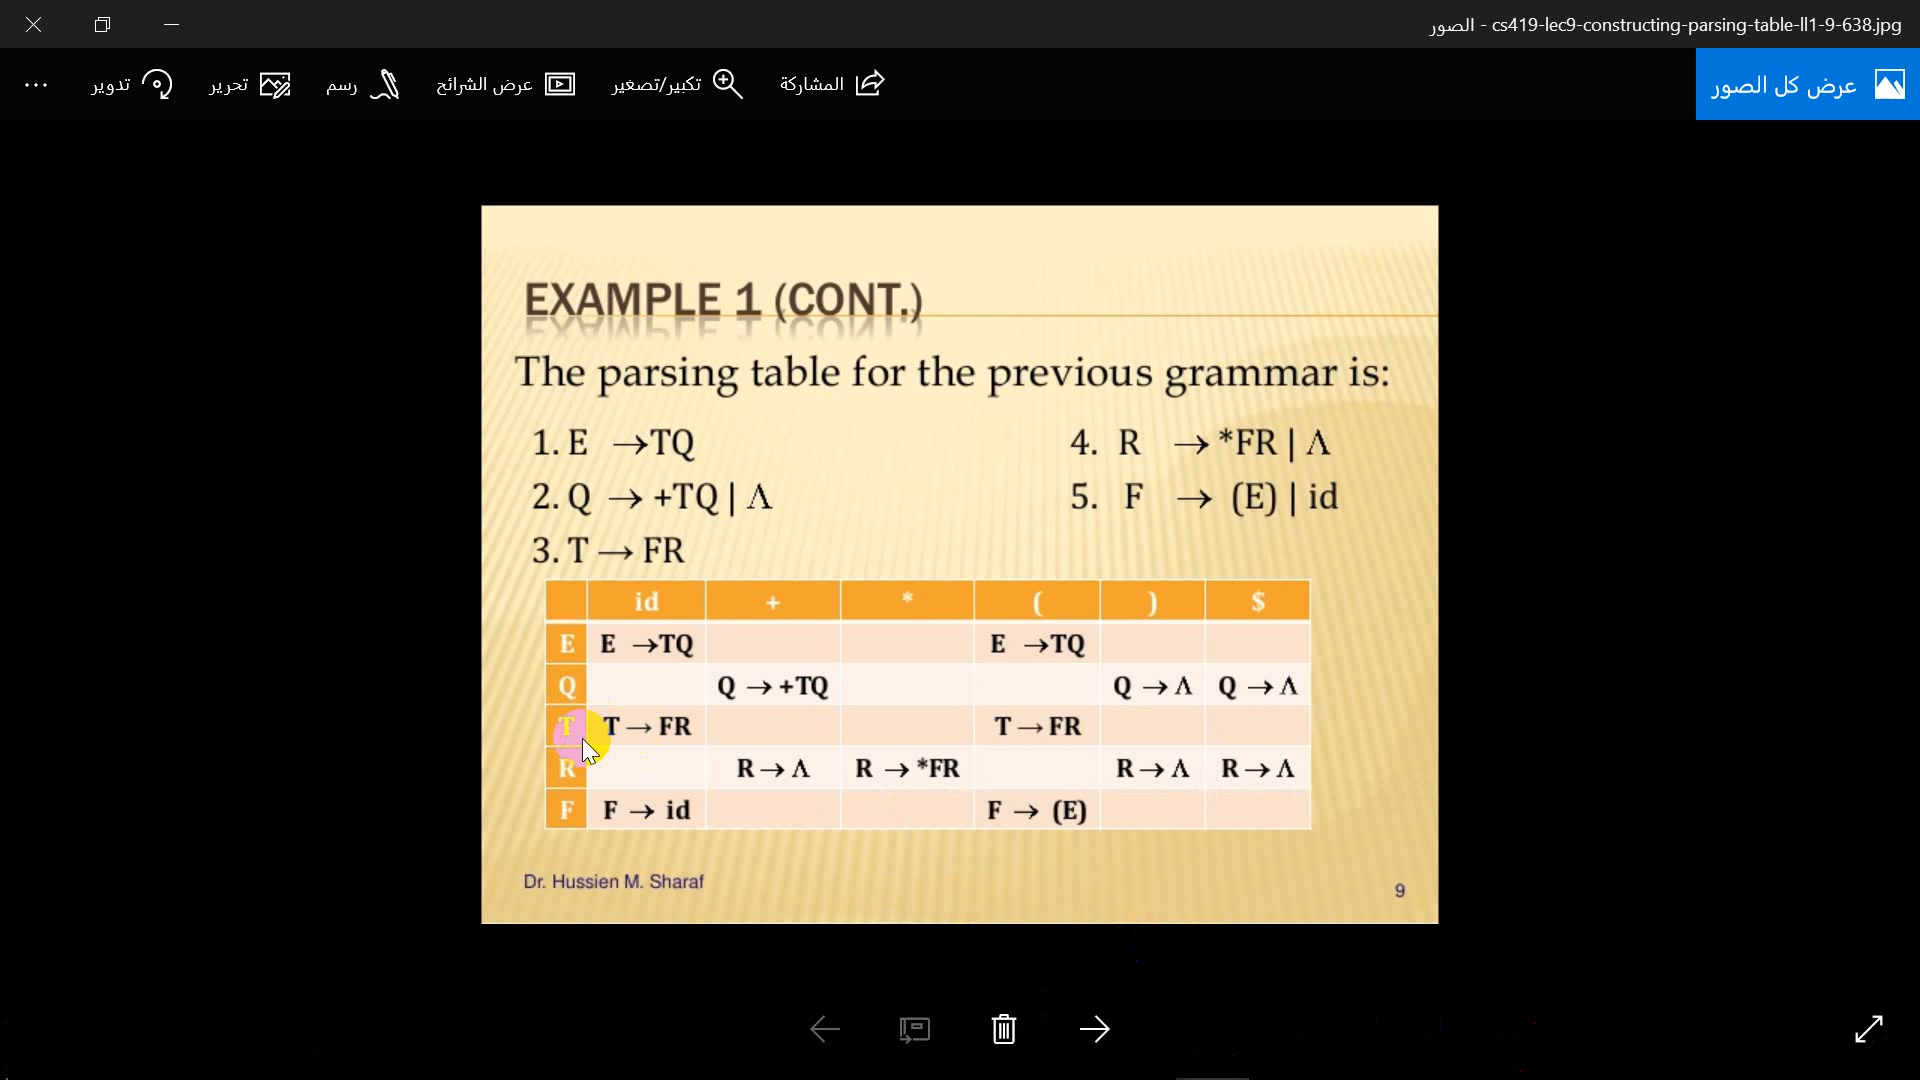 cs419-lec9-constructing-parsing-table-ll1-9-638.jpg - الصور
عرض كل الصور
المشاركة
تكبير/تصغير
عرض الشرائح
رسم
تحرير
تدوير
EXAMPLE 1 (CONT.)
The parsing table for the previous grammar is:
1. E →TQ
2. Q → +TQ | Λ
3. T → FR
4. R → *FR | Λ
5. F → (E) | id
id + * ( ) $
E E →TQ E →TQ
Q Q → +TQ Q → Λ Q → Λ
T T → FR T → FR
R R → Λ R → *FR R → Λ R → Λ
F F → id F → (E)
Dr. Hussien M. Sharaf
9